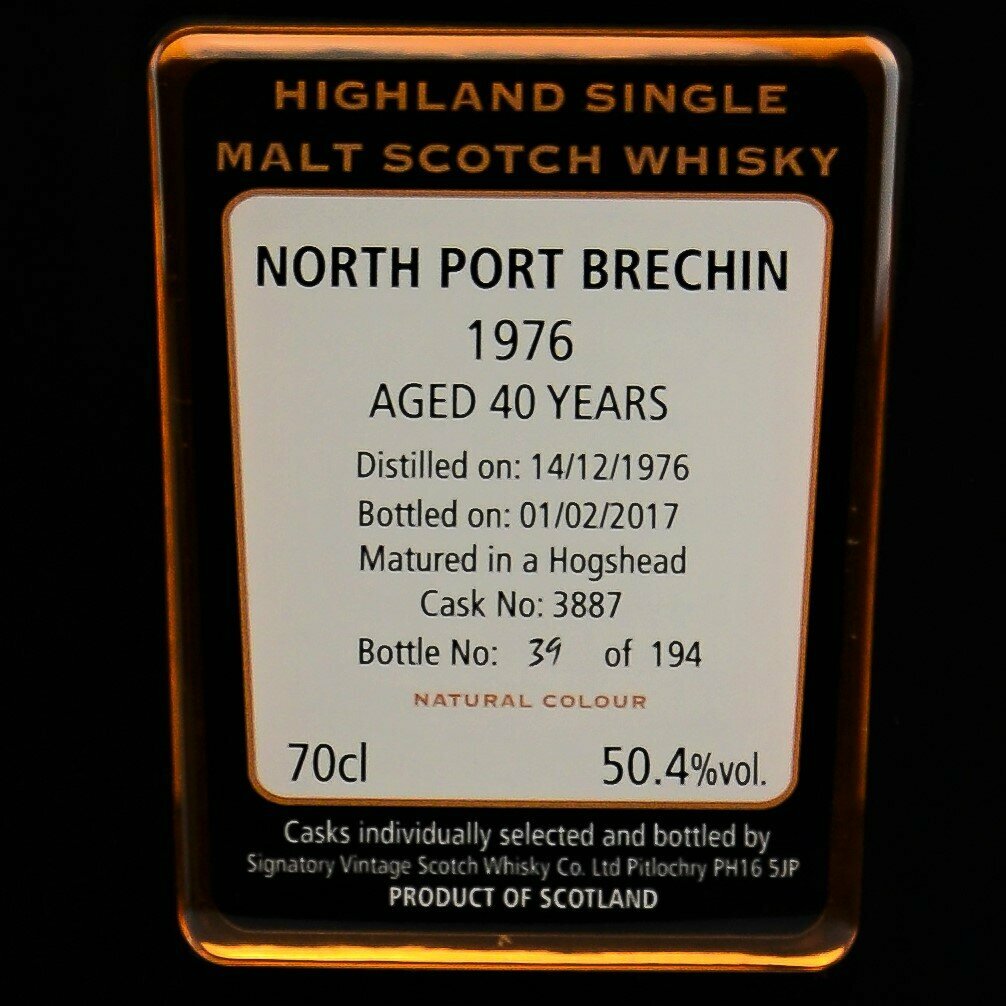 HIGHLAND SINGLE
MALT SCOTCH WHISKY
NORTH PORT BRECHIN
1976
AGED 40 YEARS
Distilled on: 14/12/1976
Bottled on: 01/02/2017
Matured in a Hogshead
Cask No: 3887
Bottle No: 39 of 194
NATURAL COLOUR
70cl 50.4%vol.
Casks individually selected and bottled by
Signatory Vintage Scotch Whisky Co. Ltd Pitlochry PH16 5JP
PRODUCT OF SCOTLAND